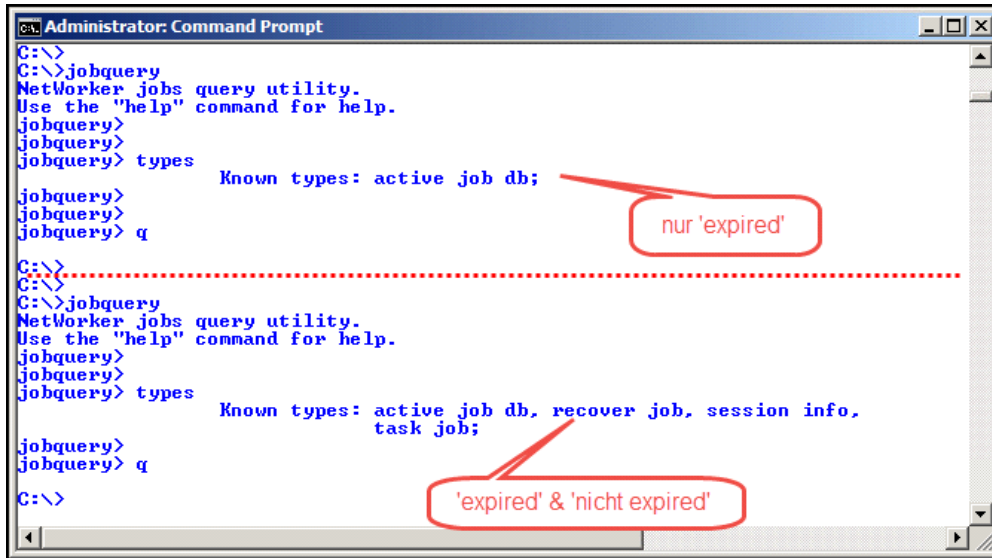 Administrator: Command Prompt
C:\>
C:\>jobquery
NetWorker jobs query utility.
Use the "help" command for help.
jobquery>
jobquery>
jobquery> types
Known types: active job db;
jobquery>
jobquery>
jobquery> q
nur 'expired'
C:\>
C:\>
C:\>jobquery
NetWorker jobs query utility.
Use the "help" command for help.
jobquery>
jobquery>
jobquery> types
Known types: active job db, recover job, session info,
task job;
jobquery>
jobquery> q
'expired' & 'nicht expired'
C:\>